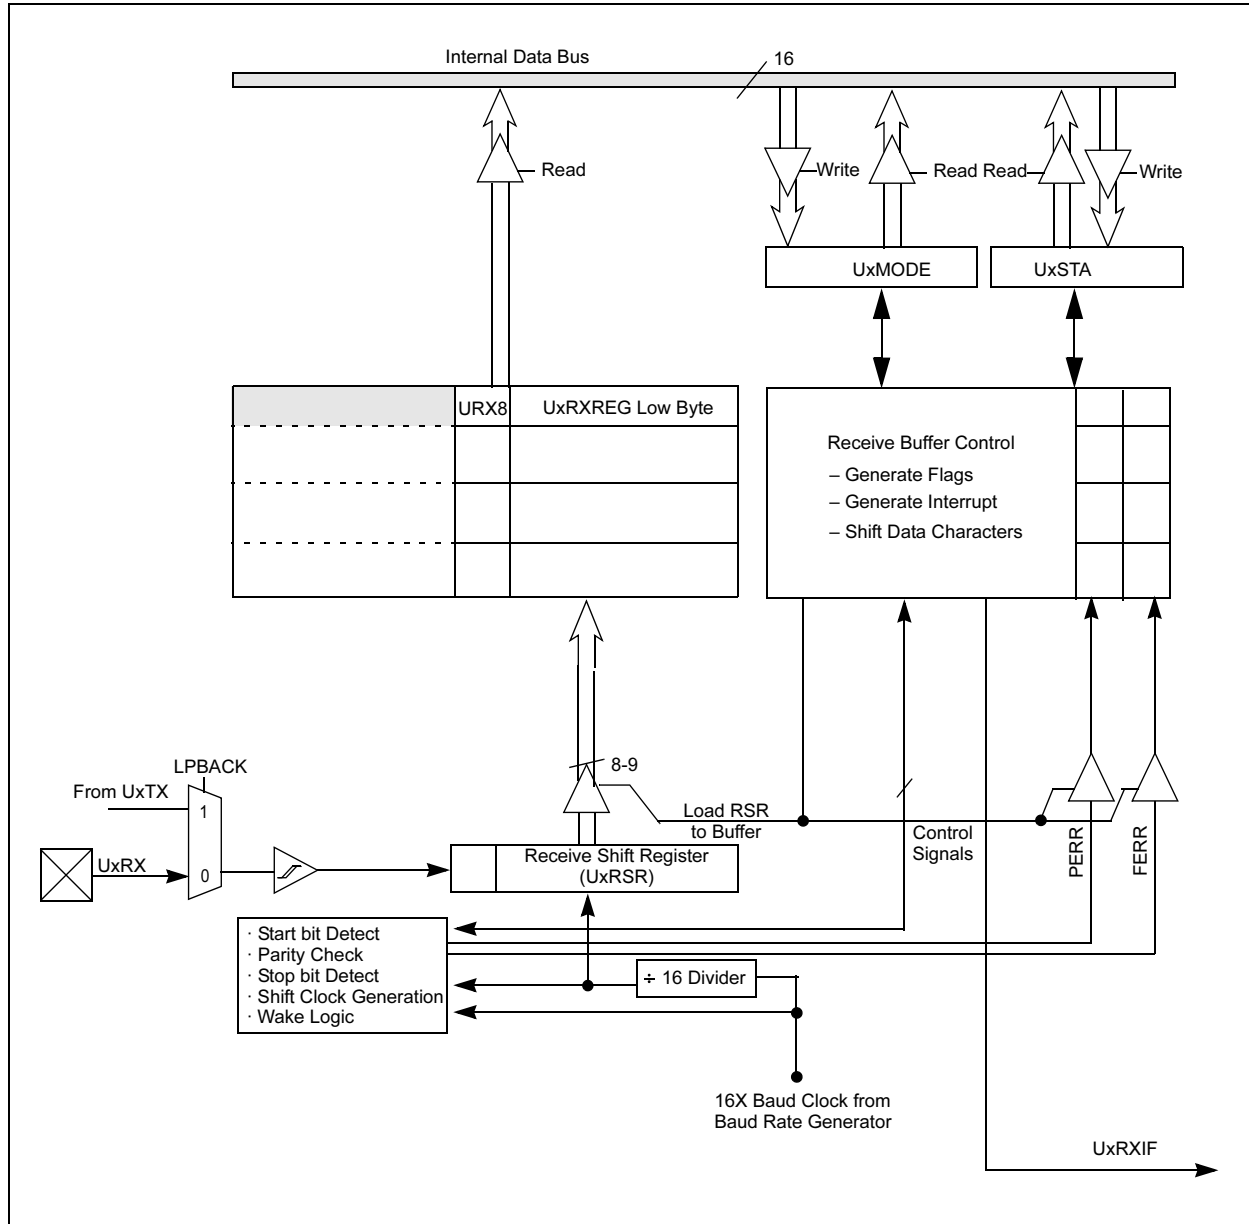 Internal Data Bus
16
Read
Write
Read Read
Write
UxMODE
UxSTA
URX8
UxRXREG Low Byte
Receive Buffer Control
– Generate Flags
– Generate Interrupt
– Shift Data Characters
LPBACK
From UxTX
1
0
UxRX
8-9
Load RSR
to Buffer
Control
Signals
PERR
FERR
Receive Shift Register
(UxRSR)
· Start bit Detect
· Parity Check
· Stop bit Detect
· Shift Clock Generation
· Wake Logic
÷ 16 Divider
16X Baud Clock from
Baud Rate Generator
UxRXIF